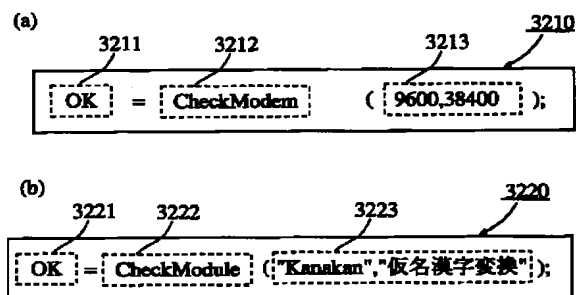 (a)
3211 3212 3213 3210
OK = CheckModem ( 9600,38400 );
(b)
3221 3222 3223 3220
OK = CheckModule ("Kanakan","仮名漢字変換");